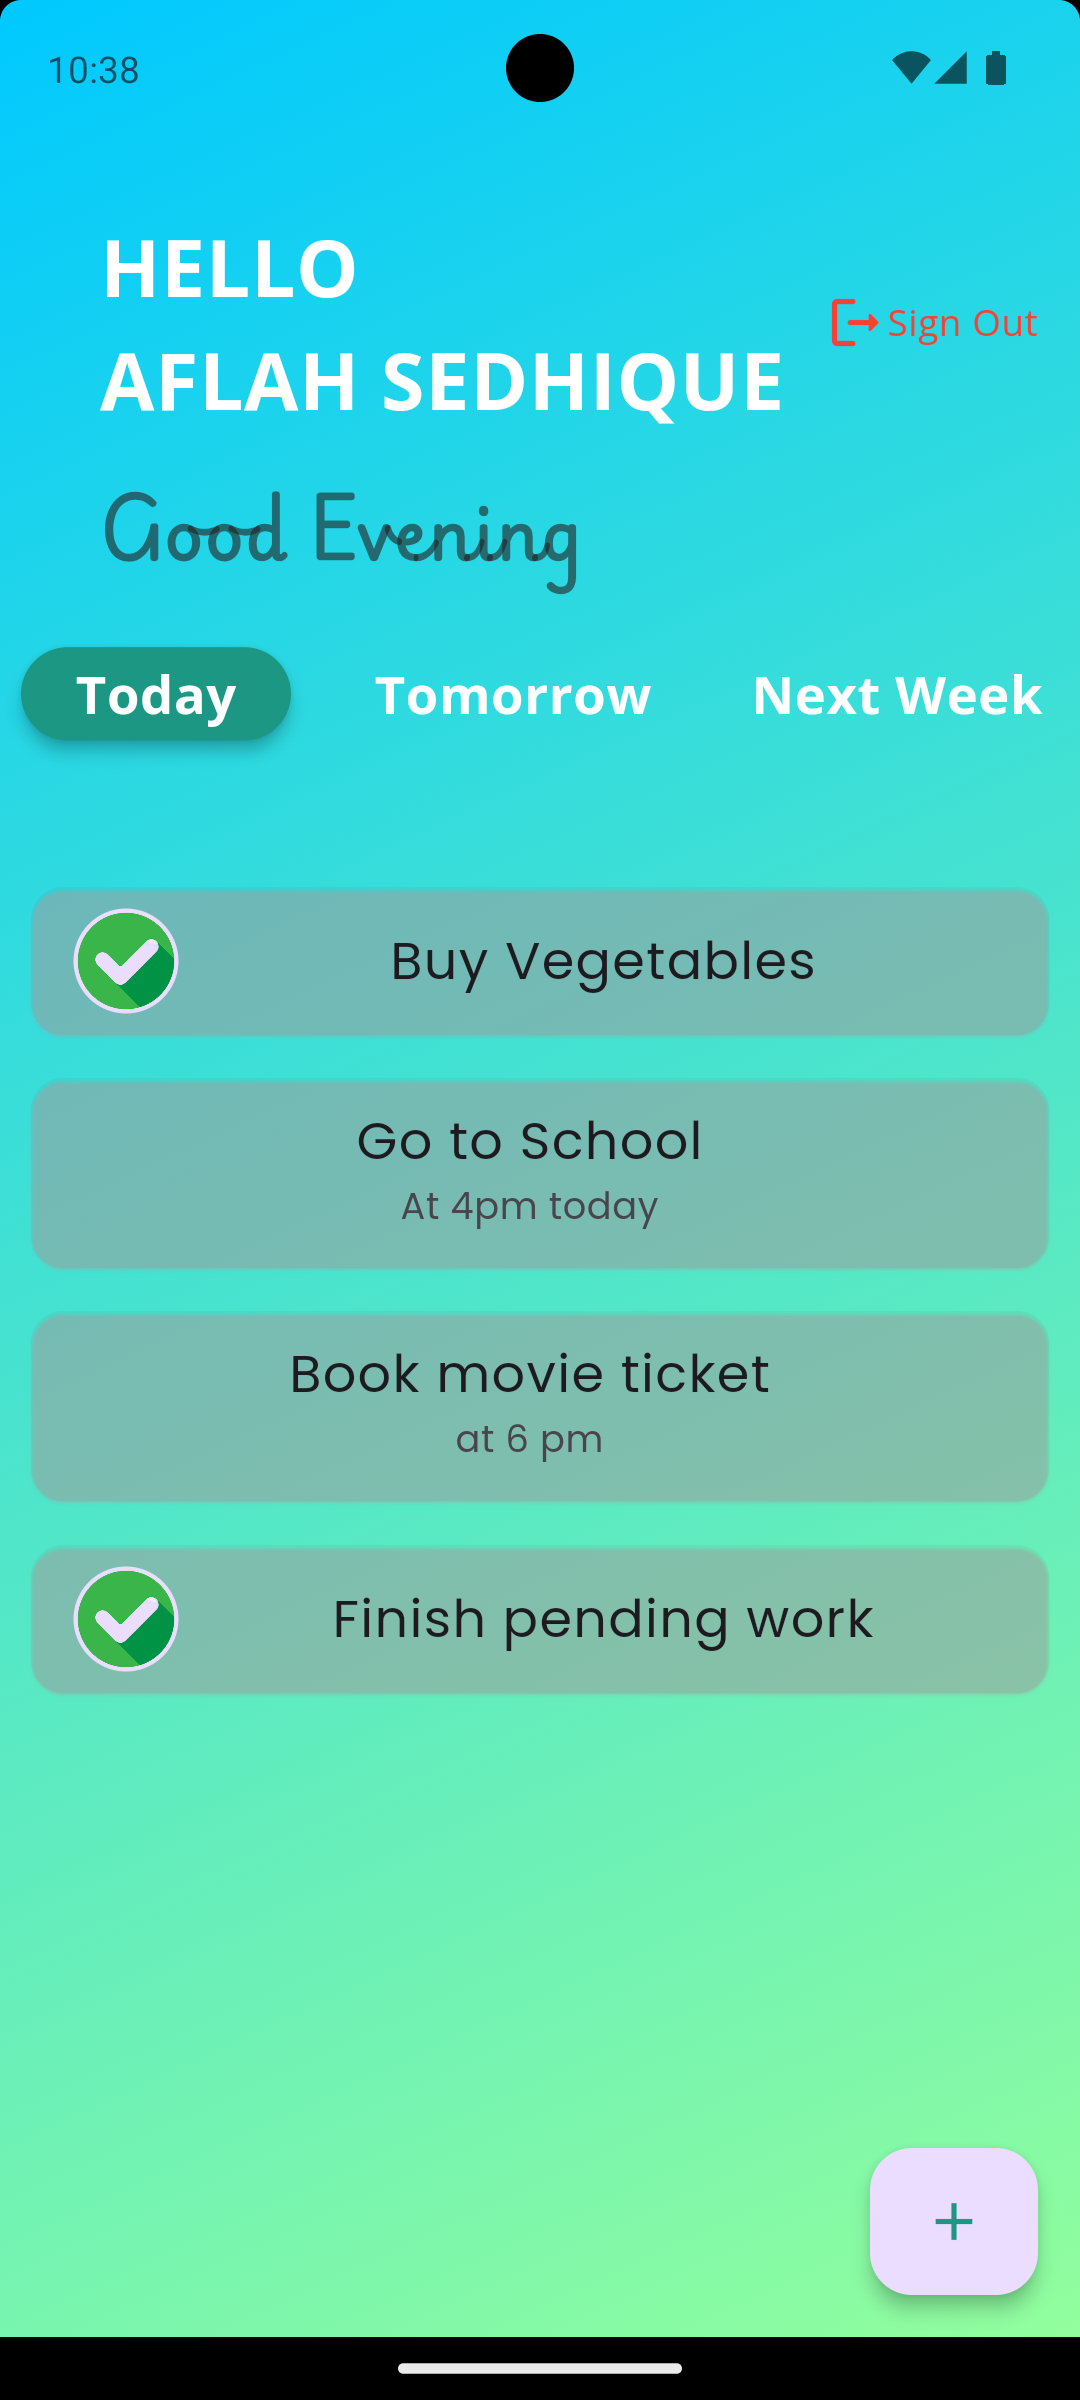 10:38
HELLO
AFLAH SEDHIQUE
Sign Out
Good Evening
Today Tomorrow Next Week
Buy Vegetables
Go to School
At 4pm today
Book movie ticket
at 6 pm
Finish pending work
+